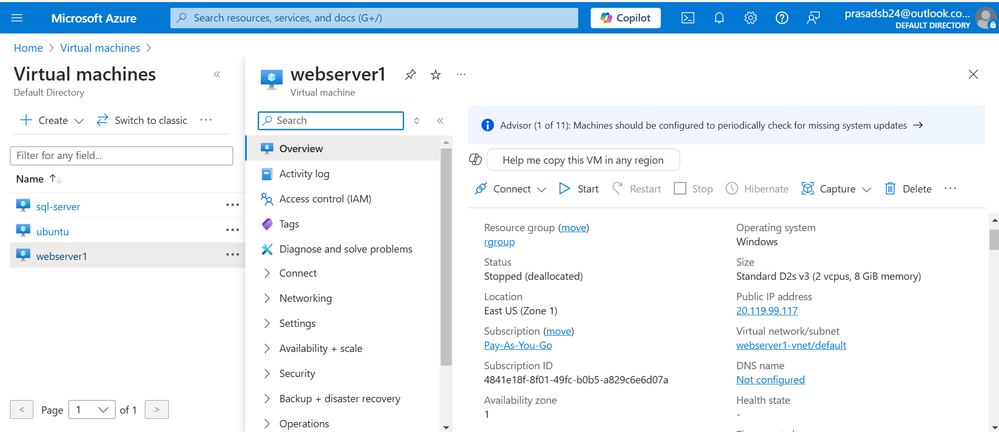 Microsoft Azure
Search resources, services, and docs (G+/)
Copilot
prasadsb24@outlook.co...
DEFAULT DIRECTORY
Home > Virtual machines >
Virtual machines
Default Directory
Create
Switch to classic
Filter for any field...
Name
sql-server
ubuntu
webserver1
< Page 1 of 1 >
webserver1
Virtual machine
Search
Overview
Activity log
Access control (IAM)
Tags
Diagnose and solve problems
Connect
Networking
Settings
Availability + scale
Security
Backup + disaster recovery
Operations
Advisor (1 of 11): Machines should be configured to periodically check for missing system updates →
Help me copy this VM in any region
Connect
Start
Restart
Stop
Hibernate
Capture
Delete
Resource group (move)
rgroup
Status
Stopped (deallocated)
Location
East US (Zone 1)
Subscription (move)
Pay-As-You-Go
Subscription ID
4841e18f-8f01-49fc-b0b5-a829c6e6d07a
Availability zone
1
Operating system
Windows
Size
Standard D2s v3 (2 vcpus, 8 GiB memory)
Public IP address
20.119.99.117
Virtual network/subnet
webserver1-vnet/default
DNS name
Not configured
Health state
-